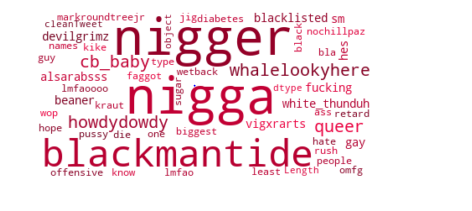 markroundtreejr object jig diabetes blacklisted sm
cleanTweet nigger black nochillpaz
devilgrimz hes
names kike bla
guy cb_baby type whalelookyhere
alsarabsss faggot wetback sugar dtype fucking
lmfaoooo nigga
beaner kraut white_thunduh
wop ass retard
howdydowdy vigxrarts queer
hope pussy die one biggest hate gay
blackmantide rush
people
offensive know lmfao least Length omfg